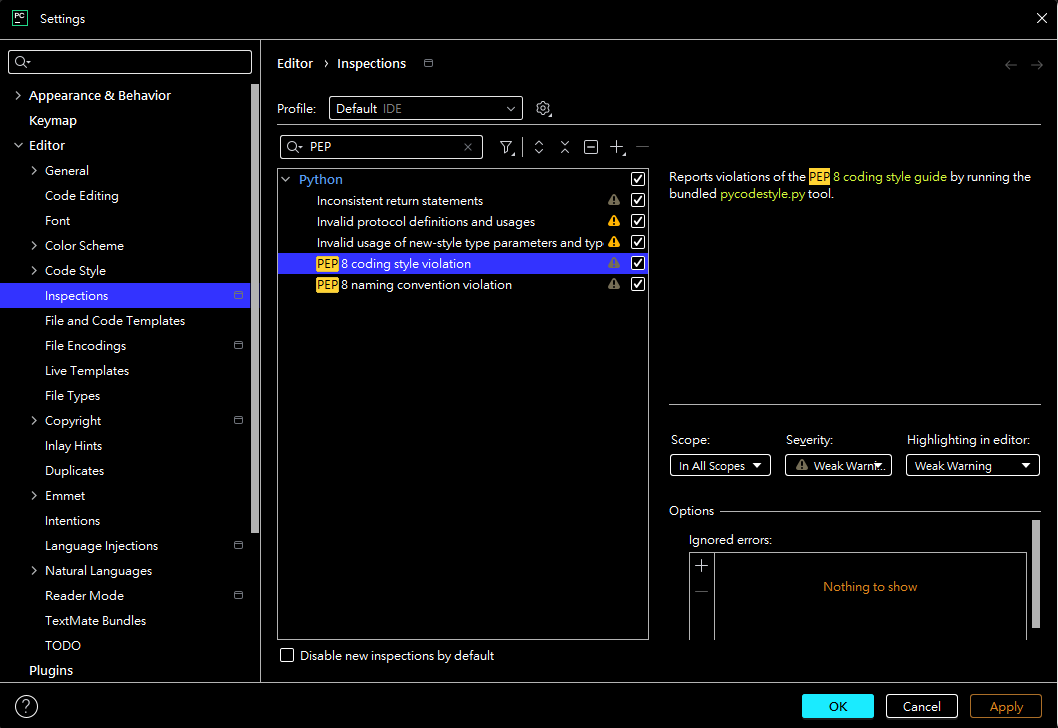 PC
Settings
Appearance & Behavior
Keymap
Editor
General
Code Editing
Font
Color Scheme
Code Style
Inspections
File and Code Templates
File Encodings
Live Templates
File Types
Copyright
Inlay Hints
Duplicates
Emmet
Intentions
Language Injections
Natural Languages
Reader Mode
TextMate Bundles
TODO
Plugins
Editor › Inspections
Profile: Default IDE
PEP
Python
Inconsistent return statements
Invalid protocol definitions and usages
Invalid usage of new-style type parameters and typ
PEP 8 coding style violation
PEP 8 naming convention violation
Disable new inspections by default
Reports violations of the PEP 8 coding style guide by running the
bundled pycodestyle.py tool.
Scope: Severity: Highlighting in editor:
In All Scopes Weak Warni... Weak Warning
Options
Ignored errors:
Nothing to show
? OK Cancel Apply